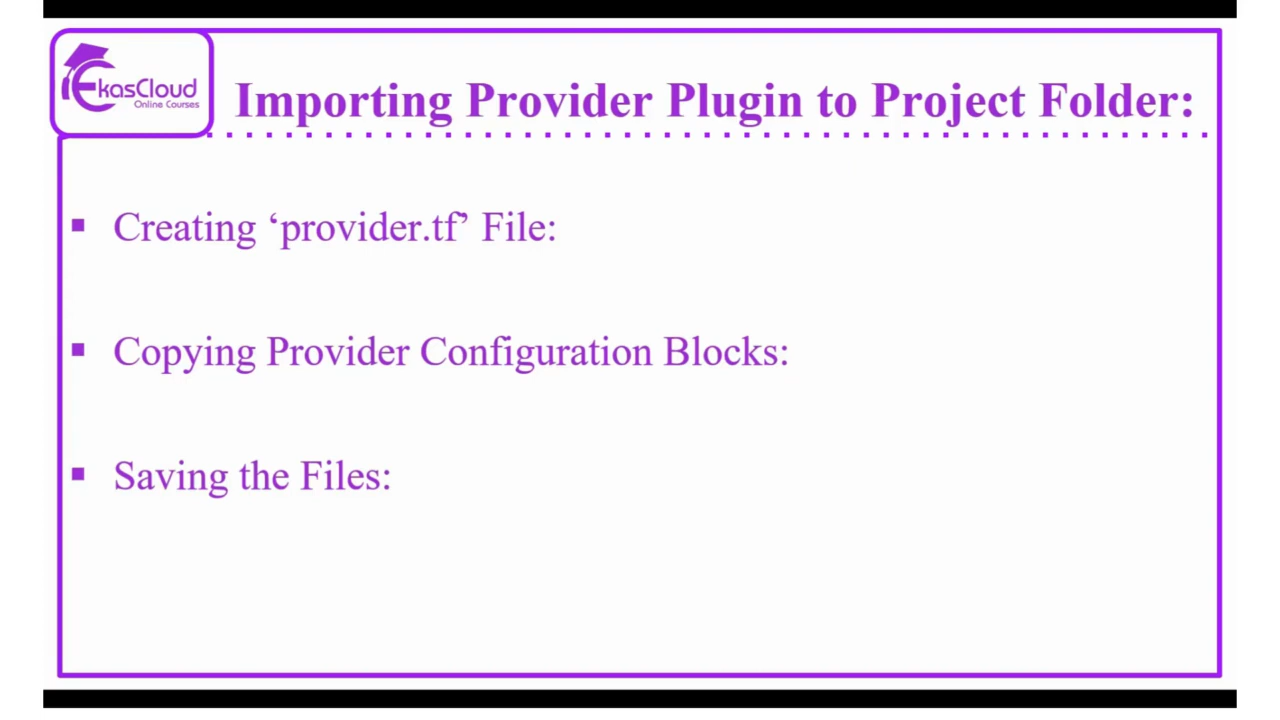 EkasCloud
Online Courses
Importing Provider Plugin to Project Folder:
▪ Creating ‘provider.tf’ File:
▪ Copying Provider Configuration Blocks:
▪ Saving the Files: